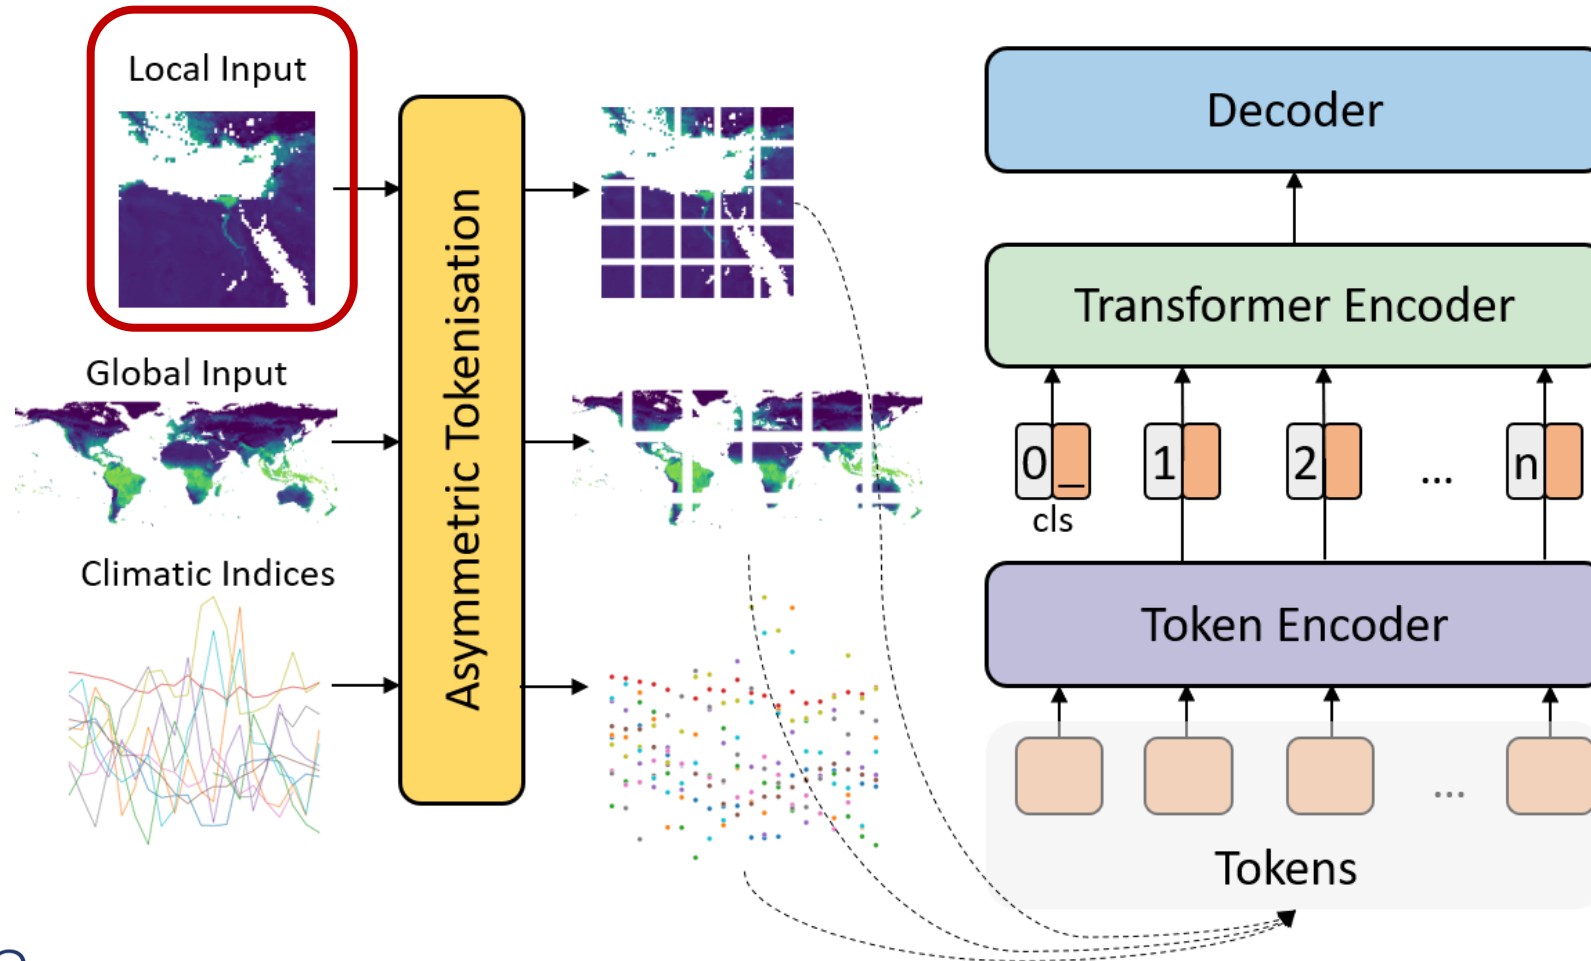 Local Input
Global Input
Climatic Indices
Asymmetric Tokenisation
Decoder
Transformer Encoder
0 _ 1 2 ... n
cls
Token Encoder
...
Tokens